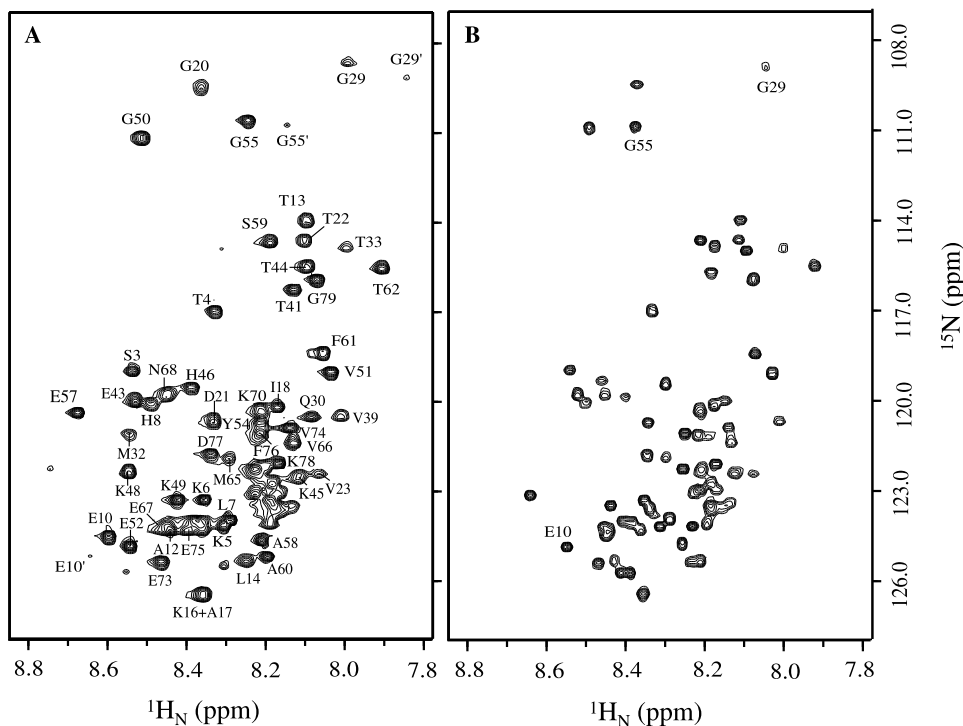 A
B
G29'
G20
G29
G29
G50
G55
G55'
G55
T13
S59
T22
T33
T44
T62
G79
T41
T4
F61
S3
N68
H46
V51
E57
E43
K70
I18
Q30
V39
D21
H8
Y54
V74
M32
D77
V66
F76
M65
K78
K48
K49
K6
K45
V23
E67
L7
E10
E52
K5
A58
A12
E75
E10
E10'
E73
L14
A60
K16+A17
108.0
111.0
114.0
117.0
120.0
123.0
126.0
15N (ppm)
8.8 8.6 8.4 8.2 8.0
8.8 8.6 8.4 8.2 8.0 7.8
1HN (ppm)
1HN (ppm)